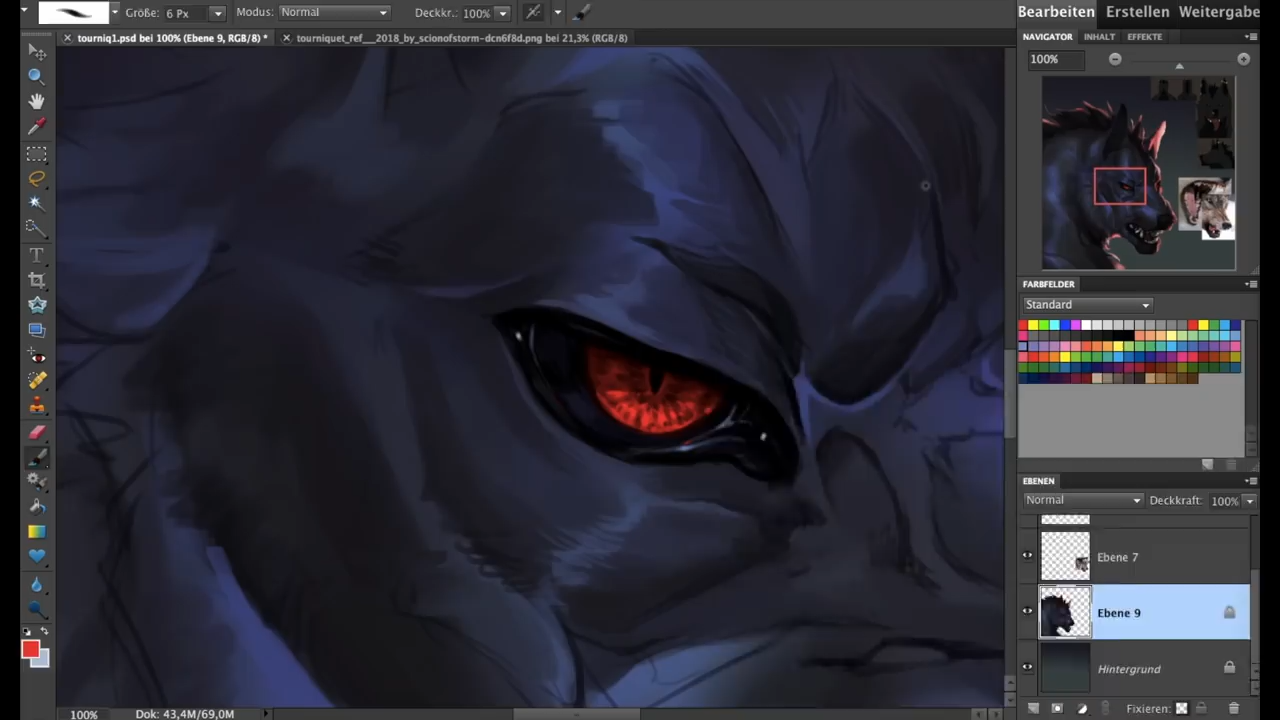 Größe: 6 Px Modus: Normal Deckkr.: 100%
Bearbeiten Erstellen Weitergabe
tourniq1.psd bei 100% (Ebene 9, RGB/8) *
tourniquet_ref__2018_by_scionofstorm-dcn6f8d.png bei 21,3% (RGB/8)
NAVIGATOR INHALT EFFEKTE
100%
FARBFELDER
Standard
EBENEN
Normal Deckkraft: 100%
Ebene 7
Ebene 9
Hintergrund
Fixieren:
100% Dok: 43,4M/69,0M